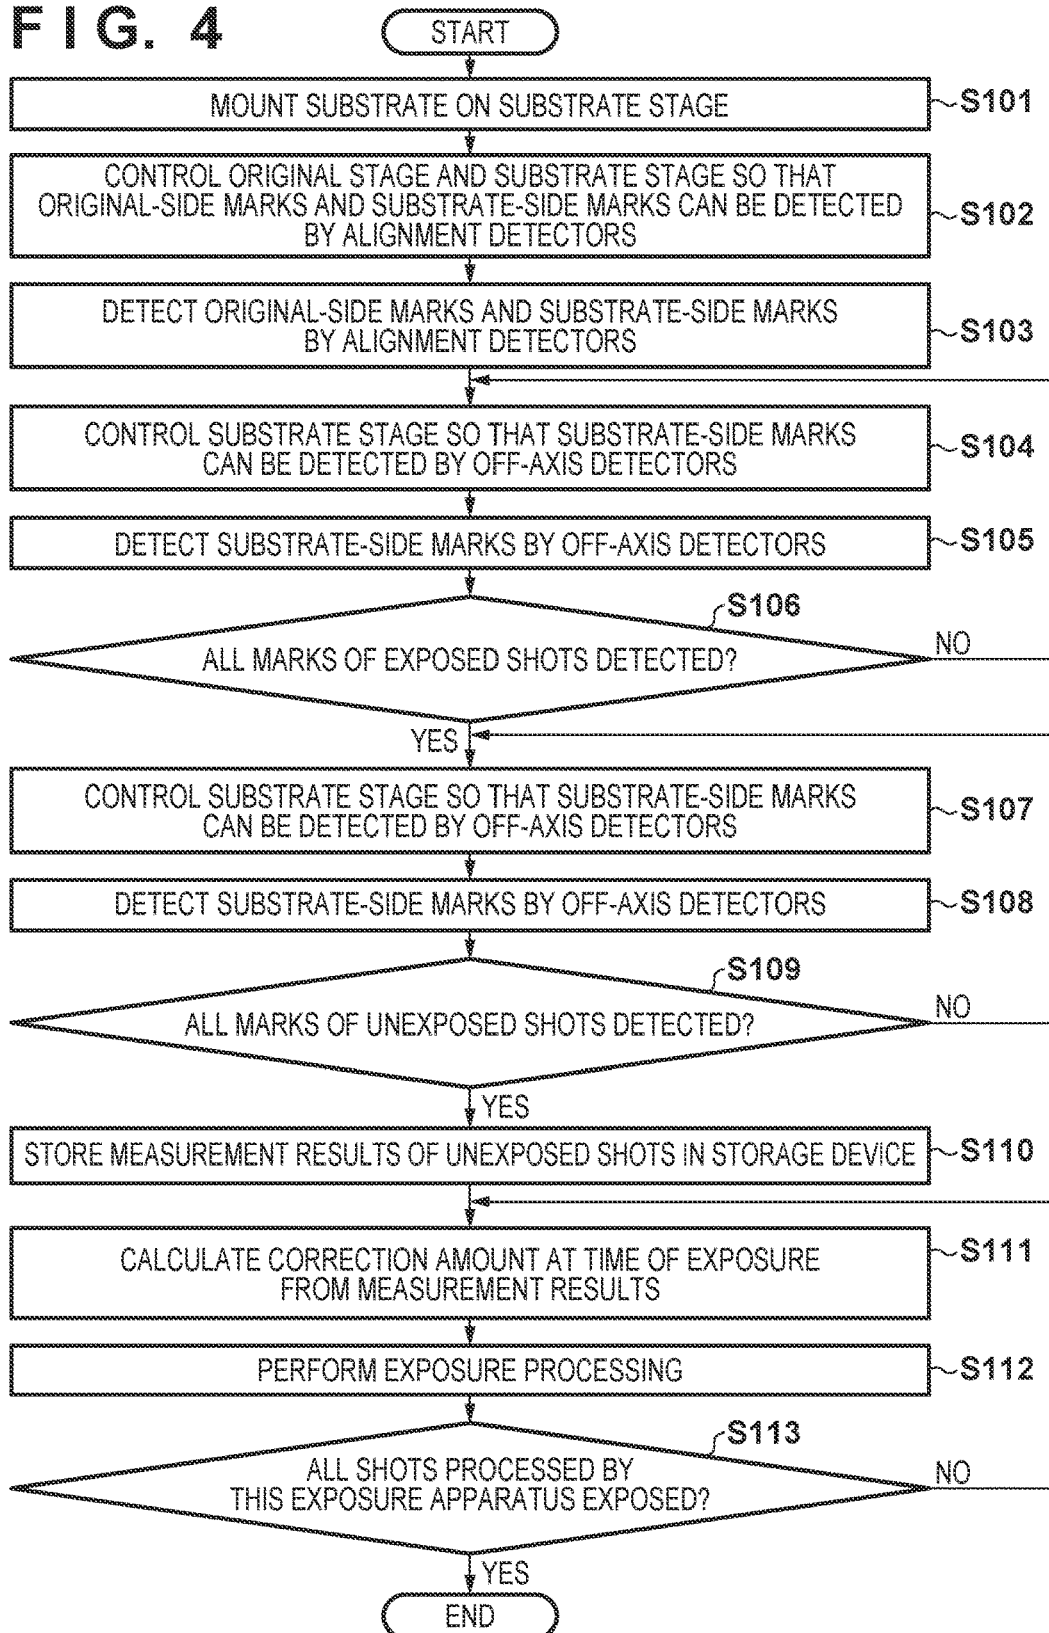 FIG. 4
START
MOUNT SUBSTRATE ON SUBSTRATE STAGE
S101
CONTROL ORIGINAL STAGE AND SUBSTRATE STAGE SO THAT
ORIGINAL-SIDE MARKS AND SUBSTRATE-SIDE MARKS CAN BE DETECTED
BY ALIGNMENT DETECTORS
S102
DETECT ORIGINAL-SIDE MARKS AND SUBSTRATE-SIDE MARKS
BY ALIGNMENT DETECTORS
S103
CONTROL SUBSTRATE STAGE SO THAT SUBSTRATE-SIDE MARKS
CAN BE DETECTED BY OFF-AXIS DETECTORS
S104
DETECT SUBSTRATE-SIDE MARKS BY OFF-AXIS DETECTORS
S105
S106
ALL MARKS OF EXPOSED SHOTS DETECTED?
NO
YES
CONTROL SUBSTRATE STAGE SO THAT SUBSTRATE-SIDE MARKS
CAN BE DETECTED BY OFF-AXIS DETECTORS
S107
DETECT SUBSTRATE-SIDE MARKS BY OFF-AXIS DETECTORS
S108
S109
ALL MARKS OF UNEXPOSED SHOTS DETECTED?
NO
YES
STORE MEASUREMENT RESULTS OF UNEXPOSED SHOTS IN STORAGE DEVICE
S110
CALCULATE CORRECTION AMOUNT AT TIME OF EXPOSURE
FROM MEASUREMENT RESULTS
S111
PERFORM EXPOSURE PROCESSING
S112
S113
ALL SHOTS PROCESSED BY
THIS EXPOSURE APPARATUS EXPOSED?
NO
YES
END